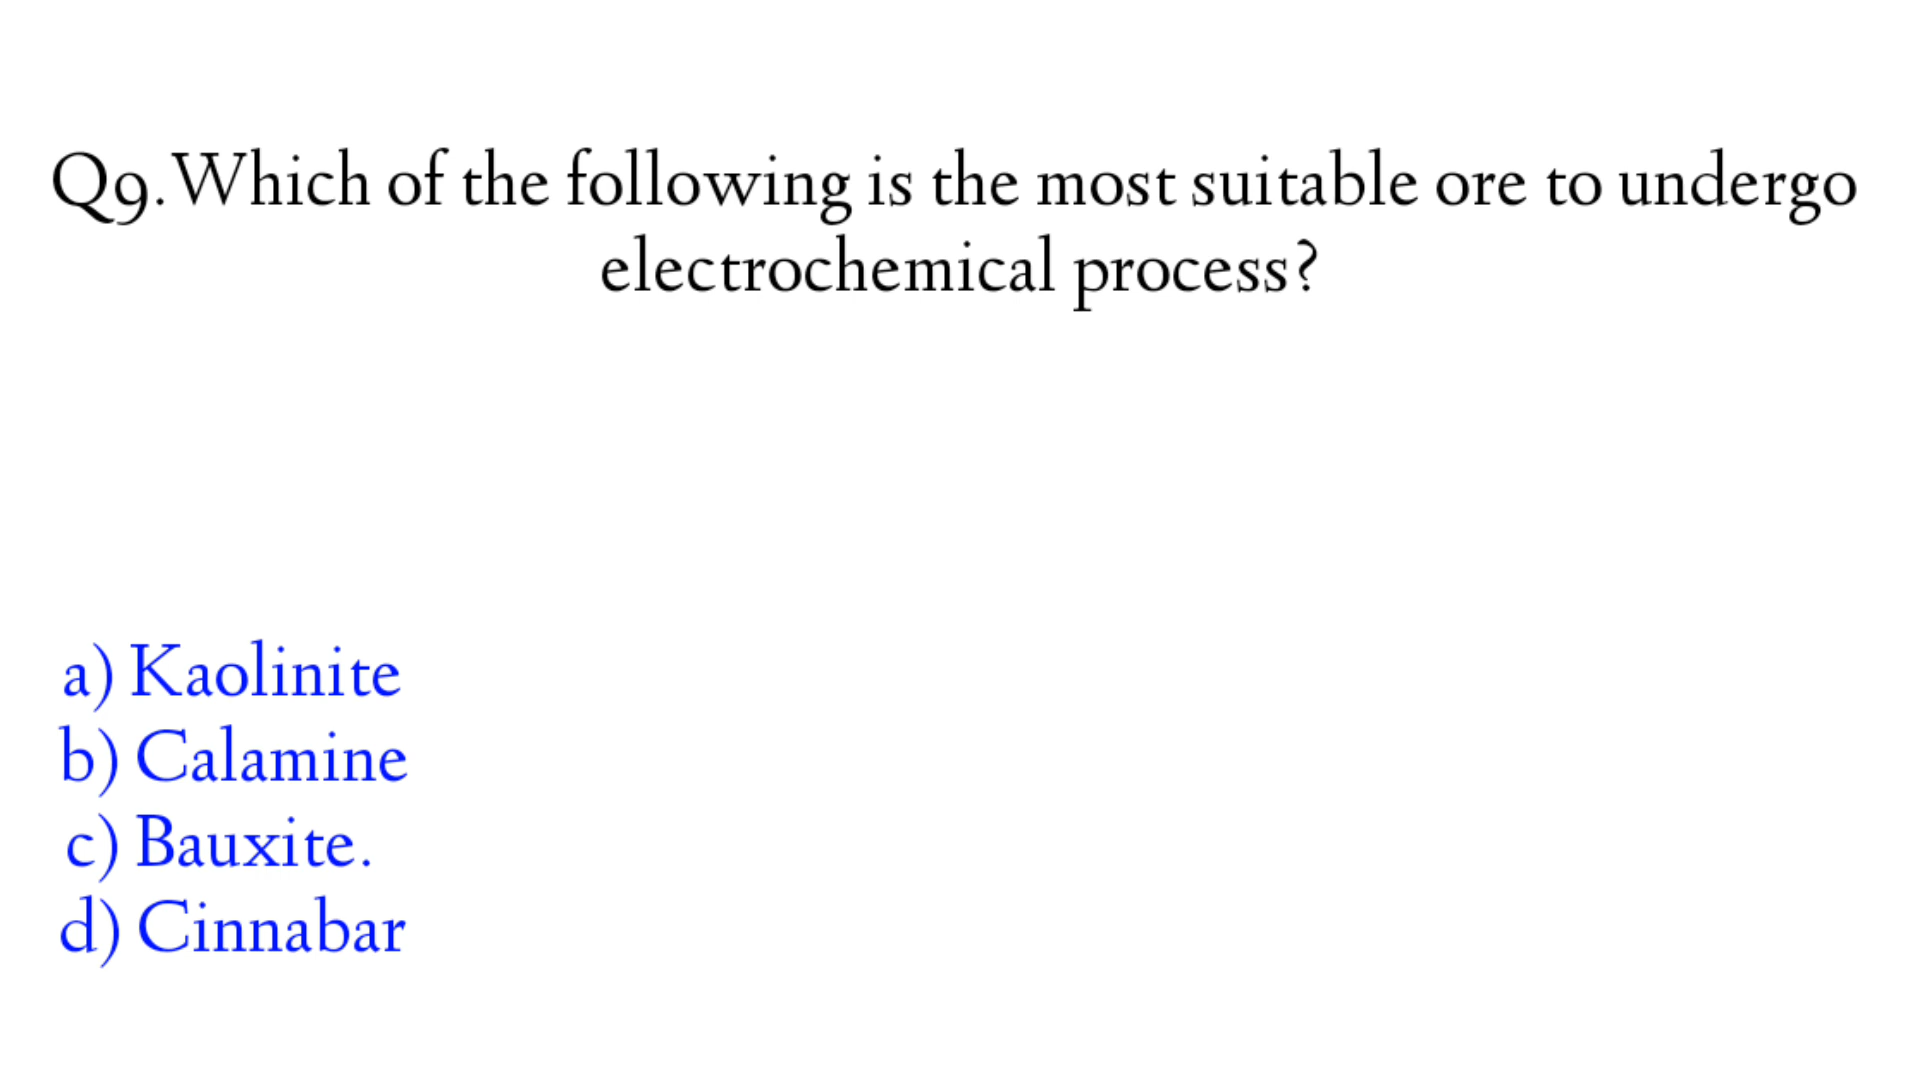 Q9.Which of the following is the most suitable ore to undergo
electrochemical process?
a) Kaolinite
b) Calamine
c) Bauxite.
d) Cinnabar